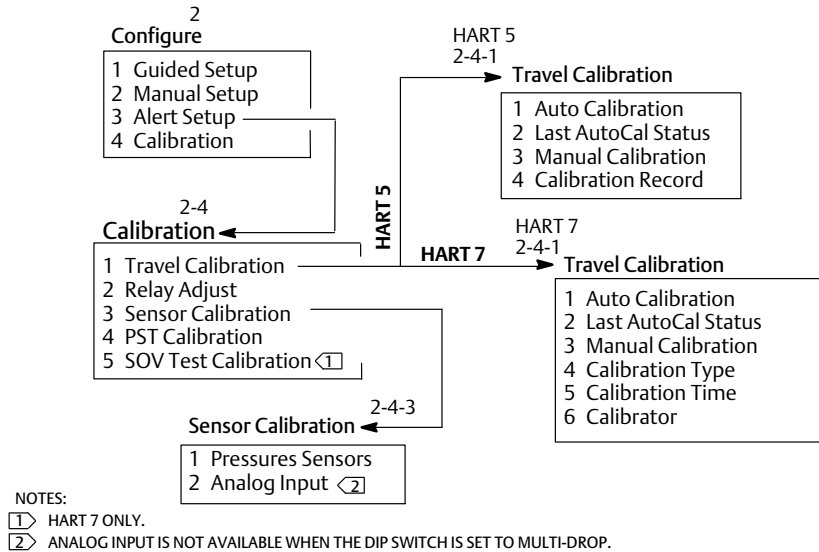 2
Configure
1 Guided Setup
2 Manual Setup
3 Alert Setup
4 Calibration
HART 5
2-4-1
Travel Calibration
1 Auto Calibration
2 Last AutoCal Status
3 Manual Calibration
4 Calibration Record
2-4
Calibration
1 Travel Calibration
2 Relay Adjust
3 Sensor Calibration
4 PST Calibration
5 SOV Test Calibration 1
HART 5
HART 7
HART 7
2-4-1
Travel Calibration
1 Auto Calibration
2 Last AutoCal Status
3 Manual Calibration
4 Calibration Type
5 Calibration Time
6 Calibrator
2-4-3
Sensor Calibration
1 Pressures Sensors
2 Analog Input 2
NOTES:
1 HART 7 ONLY.
2 ANALOG INPUT IS NOT AVAILABLE WHEN THE DIP SWITCH IS SET TO MULTI-DROP.